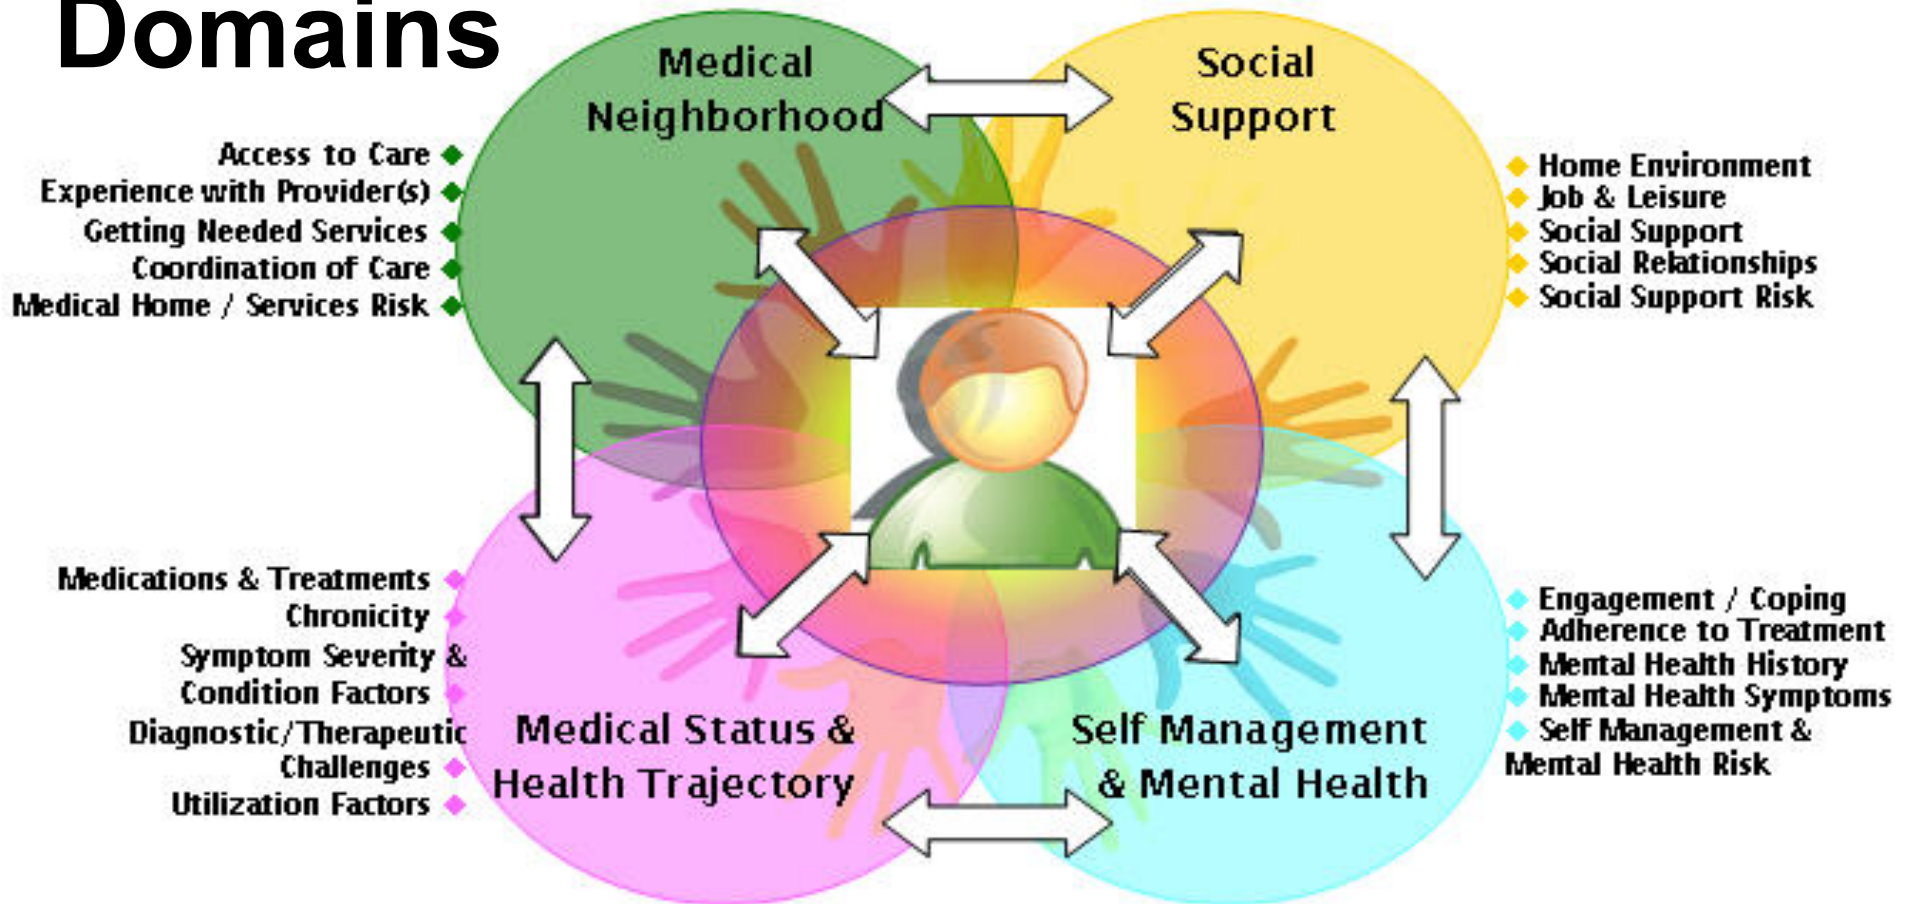 Domains
Medical
Neighborhood
Social
Support
Access to Care
Experience with Provider(s)
Getting Needed Services
Coordination of Care
Medical Home / Services Risk
Home Environment
Job & Leisure
Social Support
Social Relationships
Social Support Risk
Medications & Treatments
Chronicity
Symptom Severity &
Condition Factors
Diagnostic/Therapeutic
Challenges
Utilization Factors
Medical Status &
Health Trajectory
Self Management
& Mental Health
Engagement / Coping
Adherence to Treatment
Mental Health History
Mental Health Symptoms
Self Management &
Mental Health Risk